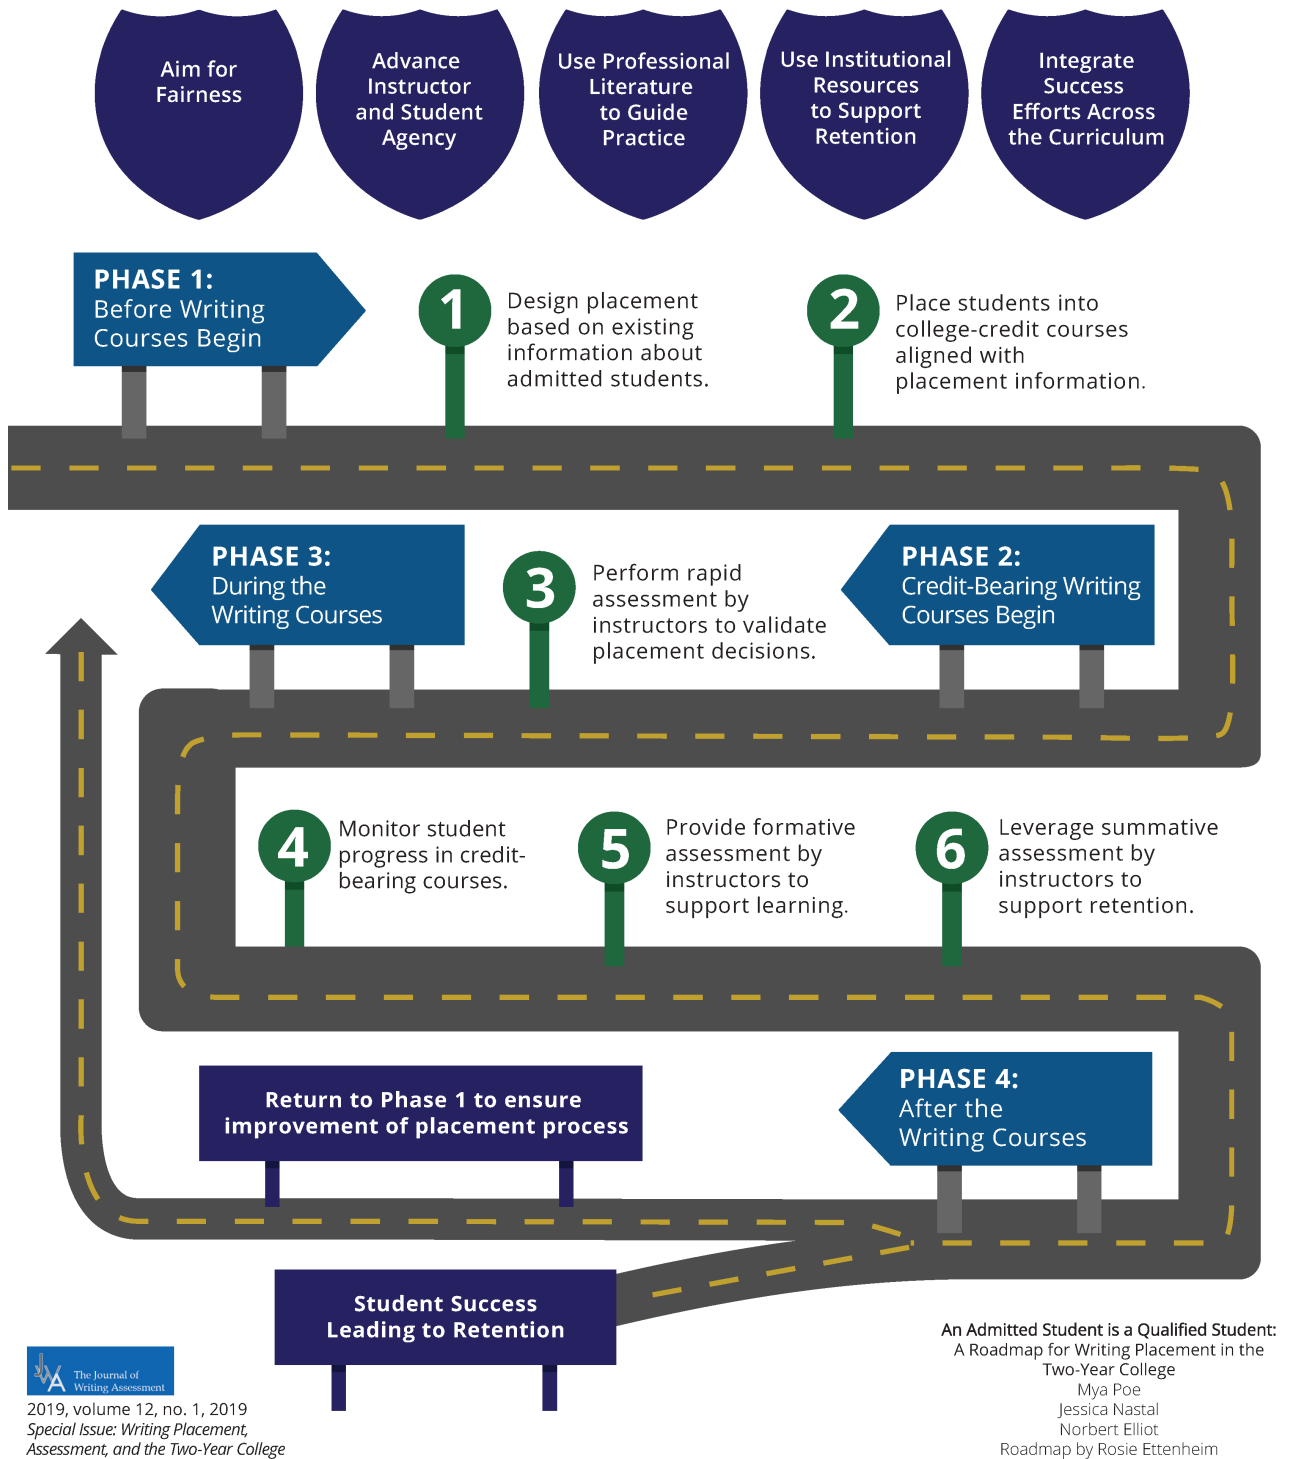 Aim for
Fairness
Advance
Instructor
and Student
Agency
Use Professional
Literature
to Guide
Practice
Use Institutional
Resources
to Support
Retention
Integrate
Success
Efforts Across
the Curriculum
PHASE 1:
Before Writing
Courses Begin
1
Design placement
based on existing
information about
admitted students.
2
Place students into
college-credit courses
aligned with
placement information.
PHASE 3:
During the
Writing Courses
3
Perform rapid
assessment by
instructors to validate
placement decisions.
PHASE 2:
Credit-Bearing Writing
Courses Begin
4
Monitor student
progress in credit-
bearing courses.
5
Provide formative
assessment by
instructors to
support learning.
6
Leverage summative
assessment by
instructors to
support retention.
Return to Phase 1 to ensure
improvement of placement process
PHASE 4:
After the
Writing Courses
Student Success
Leading to Retention
JWA
The Journal of
Writing Assessment
2019, volume 12, no. 1, 2019
Special Issue: Writing Placement,
Assessment, and the Two-Year College
An Admitted Student is a Qualified Student:
A Roadmap for Writing Placement in the
Two-Year College
Mya Poe
Jessica Nastal
Norbert Elliot
Roadmap by Rosie Ettenheim